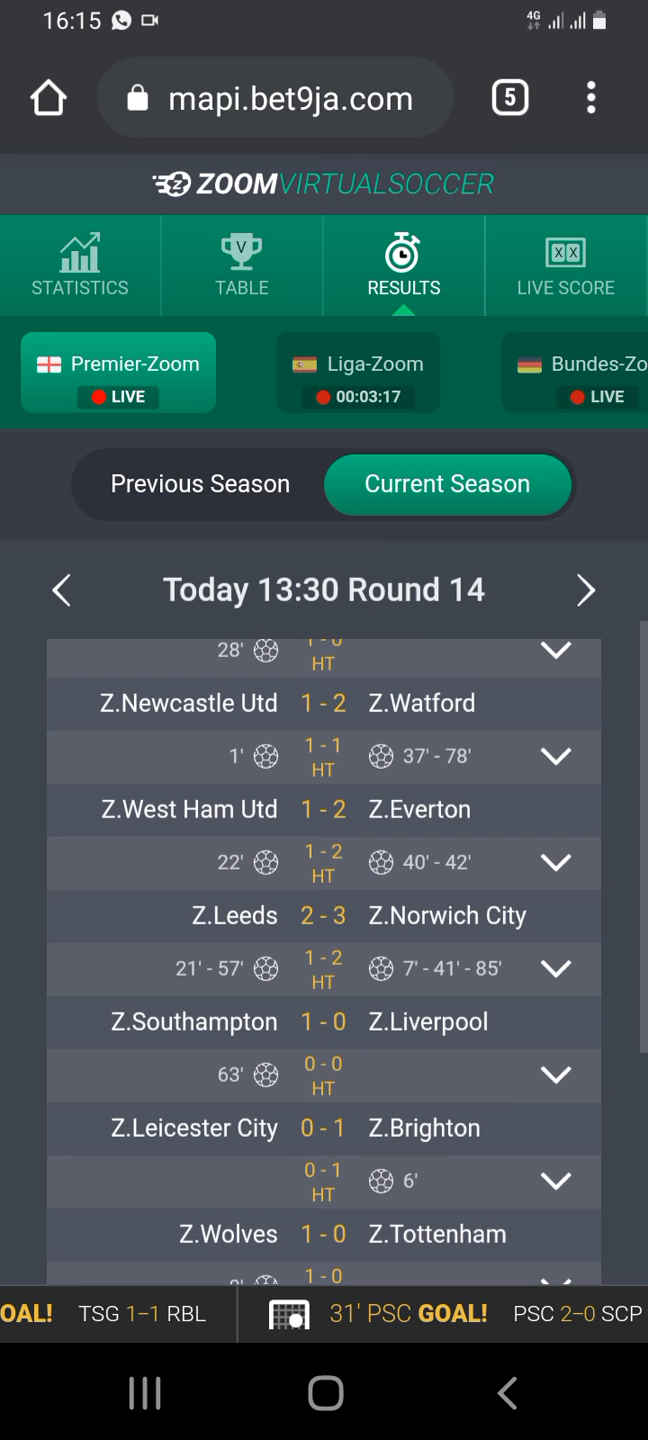 16:15
4G
mapi.bet9ja.com
5
ZOOMVIRTUALSOCCER
STATISTICS
TABLE
RESULTS
LIVE SCORE
Premier-Zoom
LIVE
Liga-Zoom
00:03:17
Bundes-Zo
LIVE
Previous Season
Current Season
Today 13:30 Round 14
28' 1 - 0
HT
Z.Newcastle Utd 1 - 2 Z.Watford
1' 1 - 1 HT 37' - 78'
Z.West Ham Utd 1 - 2 Z.Everton
22' 1 - 2 HT 40' - 42'
Z.Leeds 2 - 3 Z.Norwich City
21' - 57' 1 - 2 HT 7' - 41' - 85'
Z.Southampton 1 - 0 Z.Liverpool
63' 0 - 0 HT
Z.Leicester City 0 - 1 Z.Brighton
0 - 1 HT 6'
Z.Wolves 1 - 0 Z.Tottenham
1 - 0
OAL! TSG 1–1 RBL 31' PSC GOAL! PSC 2–0 SCP